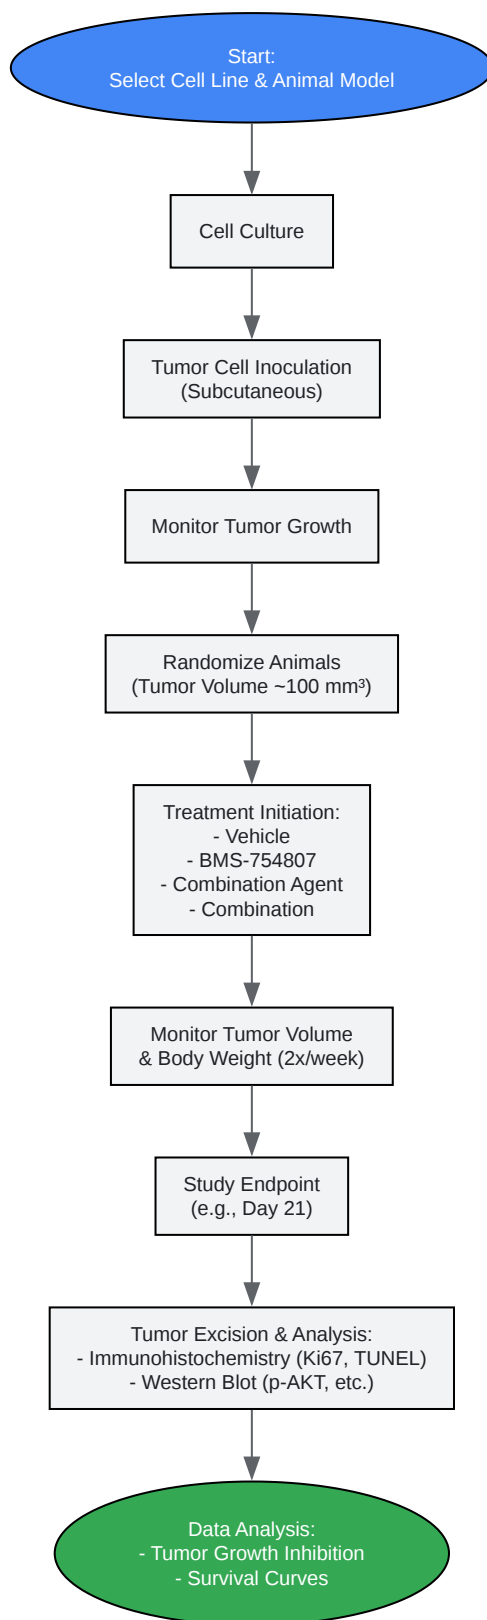 Start:
Select Cell Line & Animal Model
Cell Culture
Tumor Cell Inoculation
(Subcutaneous)
Monitor Tumor Growth
Randomize Animals
(Tumor Volume ~100 mm³)
Treatment Initiation:
- Vehicle
- BMS-754807
- Combination Agent
- Combination
Monitor Tumor Volume
& Body Weight (2x/week)
Study Endpoint
(e.g., Day 21)
Tumor Excision & Analysis:
- Immunohistochemistry (Ki67, TUNEL)
- Western Blot (p-AKT, etc.)
Data Analysis:
- Tumor Growth Inhibition
- Survival Curves